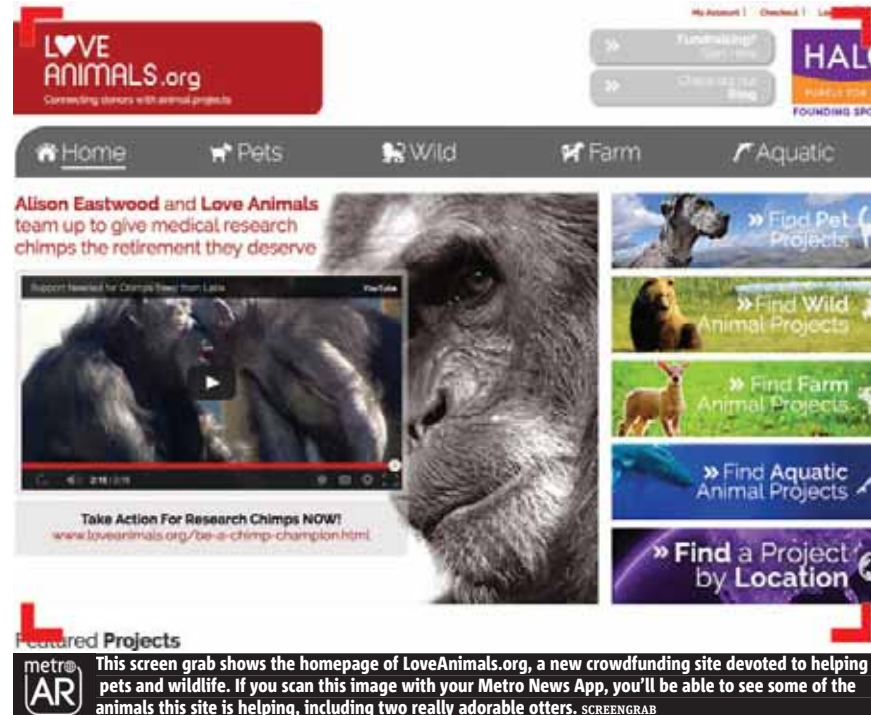 My Account | Checkout |
LOVE
ANIMALS.org
Connecting donors with animal projects
» Fundraising?
Start Here
» Check out our
Blog
HALO
PURELY FOR
FOUNDING SPO
Home
Pets
Wild
Farm
Aquatic
Alison Eastwood and Love Animals
team up to give medical research
chimps the retirement they deserve
Support Needed for Chimps Freed from Labs
YouTube
2:15 / 2:15
Take Action For Research Chimps NOW!
www.loveanimals.org/be-a-chimp-champion.html
» Find Pet
Projects
» Find Wild
Animal Projects
» Find Farm
Animal Projects
» Find Aquatic
Animal Projects
» Find a Project
by Location
Featured Projects
metro
AR
This screen grab shows the homepage of LoveAnimals.org, a new crowdfunding site devoted to helping
pets and wildlife. If you scan this image with your Metro News App, you'll be able to see some of the
animals this site is helping, including two really adorable otters. SCREENGRAB